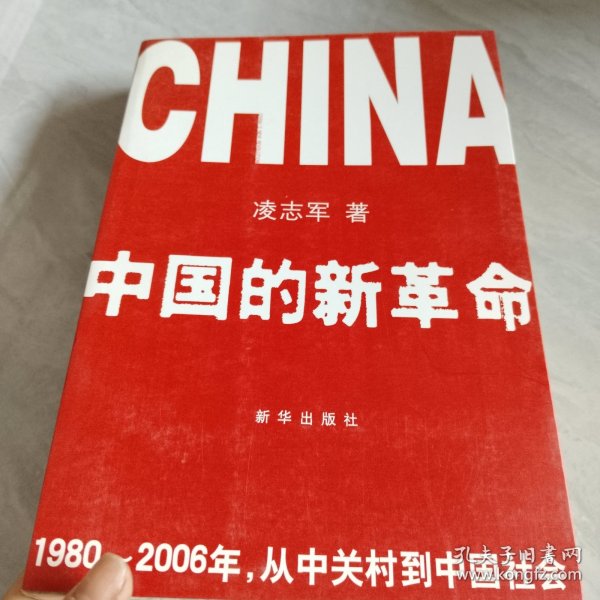 CHINA
凌志军 著
中国的新革命
新华出版社
1980~2006年，从中关村到中国社会
孔夫子旧书网
www.kongfz.com